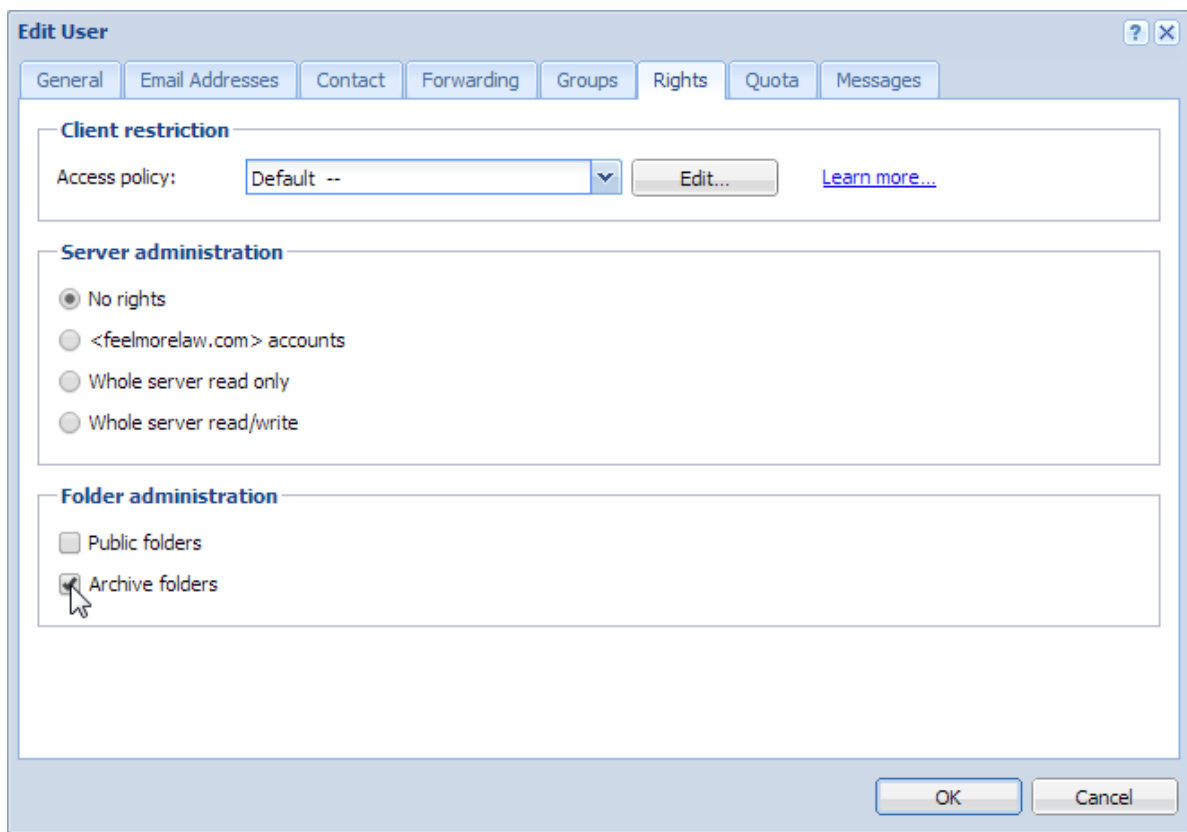 Edit User
?
General Email Addresses Contact Forwarding Groups Rights Quota Messages
Client restriction
Access policy: Default -- Edit... Learn more...
Server administration
No rights
<feelmorelaw.com> accounts
Whole server read only
Whole server read/write
Folder administration
Public folders
Archive folders
OK Cancel